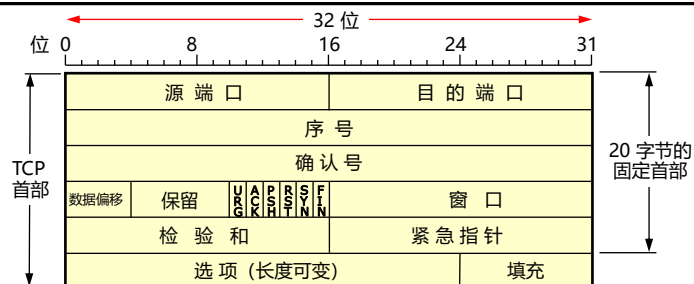 32 位
位 0 8 16 24 31
源 端 口 目 的 端 口
序 号
确 认 号
TCP 首部
20 字节的 固定首部
数据偏移 保留 URG ACK PSH RST SYN FIN 窗 口
检 验 和 紧 急 指 针
选 项 (长度可变) 填充